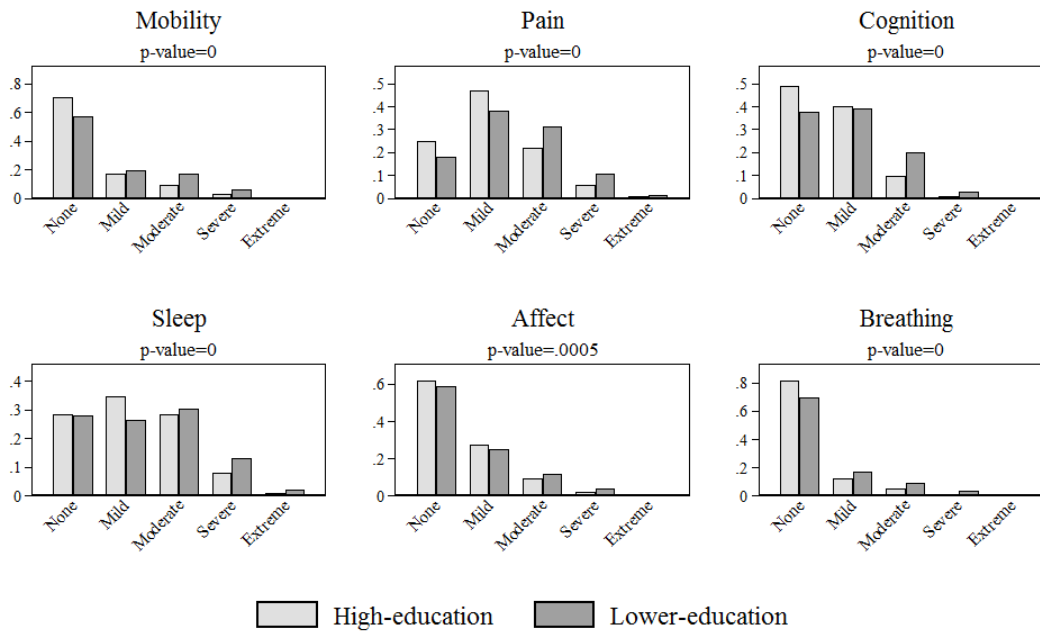 Mobility
p-value=0
.8
.6
.4
.2
0
None
Mild
Moderate
Severe
Extreme
Pain
p-value=0
.5
.4
.3
.2
.1
0
None
Mild
Moderate
Severe
Extreme
Cognition
p-value=0
.5
.4
.3
.2
.1
0
None
Mild
Moderate
Severe
Extreme
Sleep
p-value=0
.4
.3
.2
.1
0
None
Mild
Moderate
Severe
Extreme
Affect
p-value=.0005
.6
.4
.2
0
None
Mild
Moderate
Severe
Extreme
Breathing
p-value=0
.8
.6
.4
.2
0
None
Mild
Moderate
Severe
Extreme
High-education
Lower-education